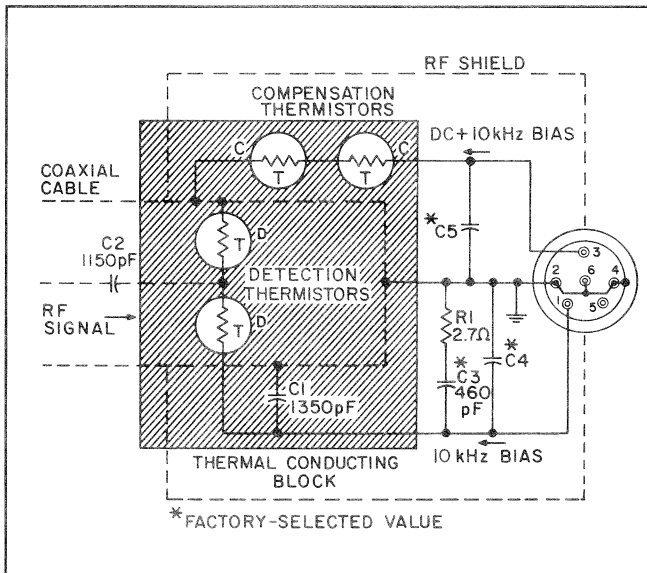 RF SHIELD
COMPENSATION
THERMISTORS
DC+10kHz BIAS
C
C
T
T
COAXIAL
CABLE
*C5
3
C2
1150pF
T
D
DETECTION
THERMISTORS
2
6
4
1
5
RF
SIGNAL
T
D
R1
2.7Ω
*
C4
*
C3
460
pF
C1
1350pF
10 kHz BIAS
THERMAL CONDUCTING
BLOCK
*FACTORY-SELECTED VALUE